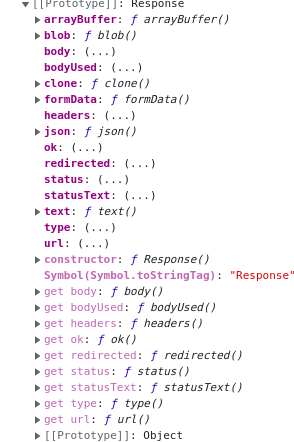 [[Prototype]]: Response
arrayBuffer: ƒ arrayBuffer()
blob: ƒ blob()
body: (...)
bodyUsed: (...)
clone: ƒ clone()
formData: ƒ formData()
headers: (...)
json: ƒ json()
ok: (...)
redirected: (...)
status: (...)
statusText: (...)
text: ƒ text()
type: (...)
url: (...)
constructor: ƒ Response()
Symbol(Symbol.toStringTag): "Response"
get body: ƒ body()
get bodyUsed: ƒ bodyUsed()
get headers: ƒ headers()
get ok: ƒ ok()
get redirected: ƒ redirected()
get status: ƒ status()
get statusText: ƒ statusText()
get type: ƒ type()
get url: ƒ url()
[[Prototype]]: Object